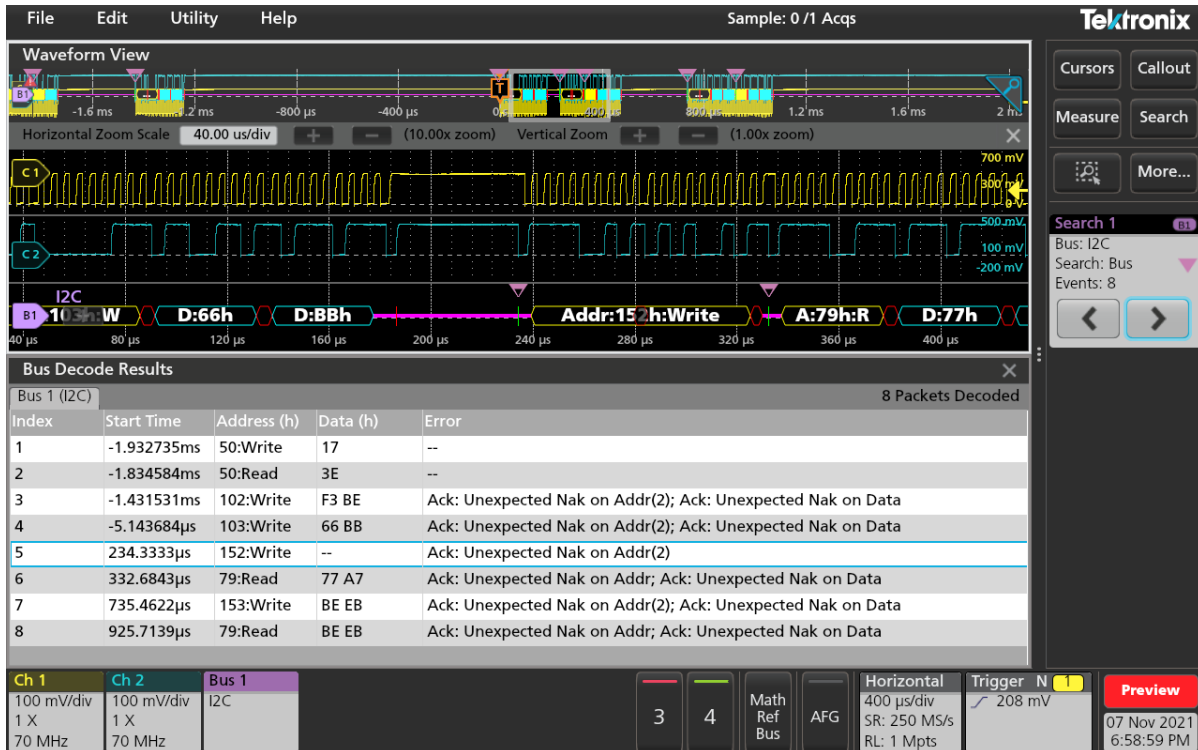 File Edit Utility Help Sample: 0 /1 Acqs Tektronix
Waveform View
Cursors Callout
B1 -1.6 ms -800 µs -400 µs 1.2 ms 1.6 ms 2 ms
T
Measure Search
Horizontal Zoom Scale 40.00 us/div + − (10.00x zoom) Vertical Zoom + − (1.00x zoom)
More...
C 1 700 mV
300 mV
0 V
C 2 500 mV
100 mV
-200 mV
Search 1 B1
Bus: I2C
Search: Bus
Events: 8
I2C
B1 103h:W D:66h D:BBh Addr:152h:Write A:79h:R D:77h
40 µs 80 µs 120 µs 160 µs 200 µs 240 µs 280 µs 320 µs 360 µs 400 µs
Bus Decode Results
Bus 1 (I2C) 8 Packets Decoded
Index Start Time Address (h) Data (h) Error
1 -1.932735ms 50:Write 17 --
2 -1.834584ms 50:Read 3E --
3 -1.431531ms 102:Write F3 BE Ack: Unexpected Nak on Addr(2); Ack: Unexpected Nak on Data
4 -5.143684µs 103:Write 66 BB Ack: Unexpected Nak on Addr(2); Ack: Unexpected Nak on Data
5 234.3333µs 152:Write -- Ack: Unexpected Nak on Addr(2)
6 332.6843µs 79:Read 77 A7 Ack: Unexpected Nak on Addr; Ack: Unexpected Nak on Data
7 735.4622µs 153:Write BE EB Ack: Unexpected Nak on Addr(2); Ack: Unexpected Nak on Data
8 925.7139µs 79:Read BE EB Ack: Unexpected Nak on Addr; Ack: Unexpected Nak on Data
Ch 1 Ch 2 Bus 1 Horizontal Trigger N 1
100 mV/div 100 mV/div I2C 3 4 Math Ref Bus AFG 400 µs/div 208 mV Preview
1 X 1 X SR: 250 MS/s 07 Nov 2021
70 MHz 70 MHz RL: 1 Mpts 6:58:59 PM